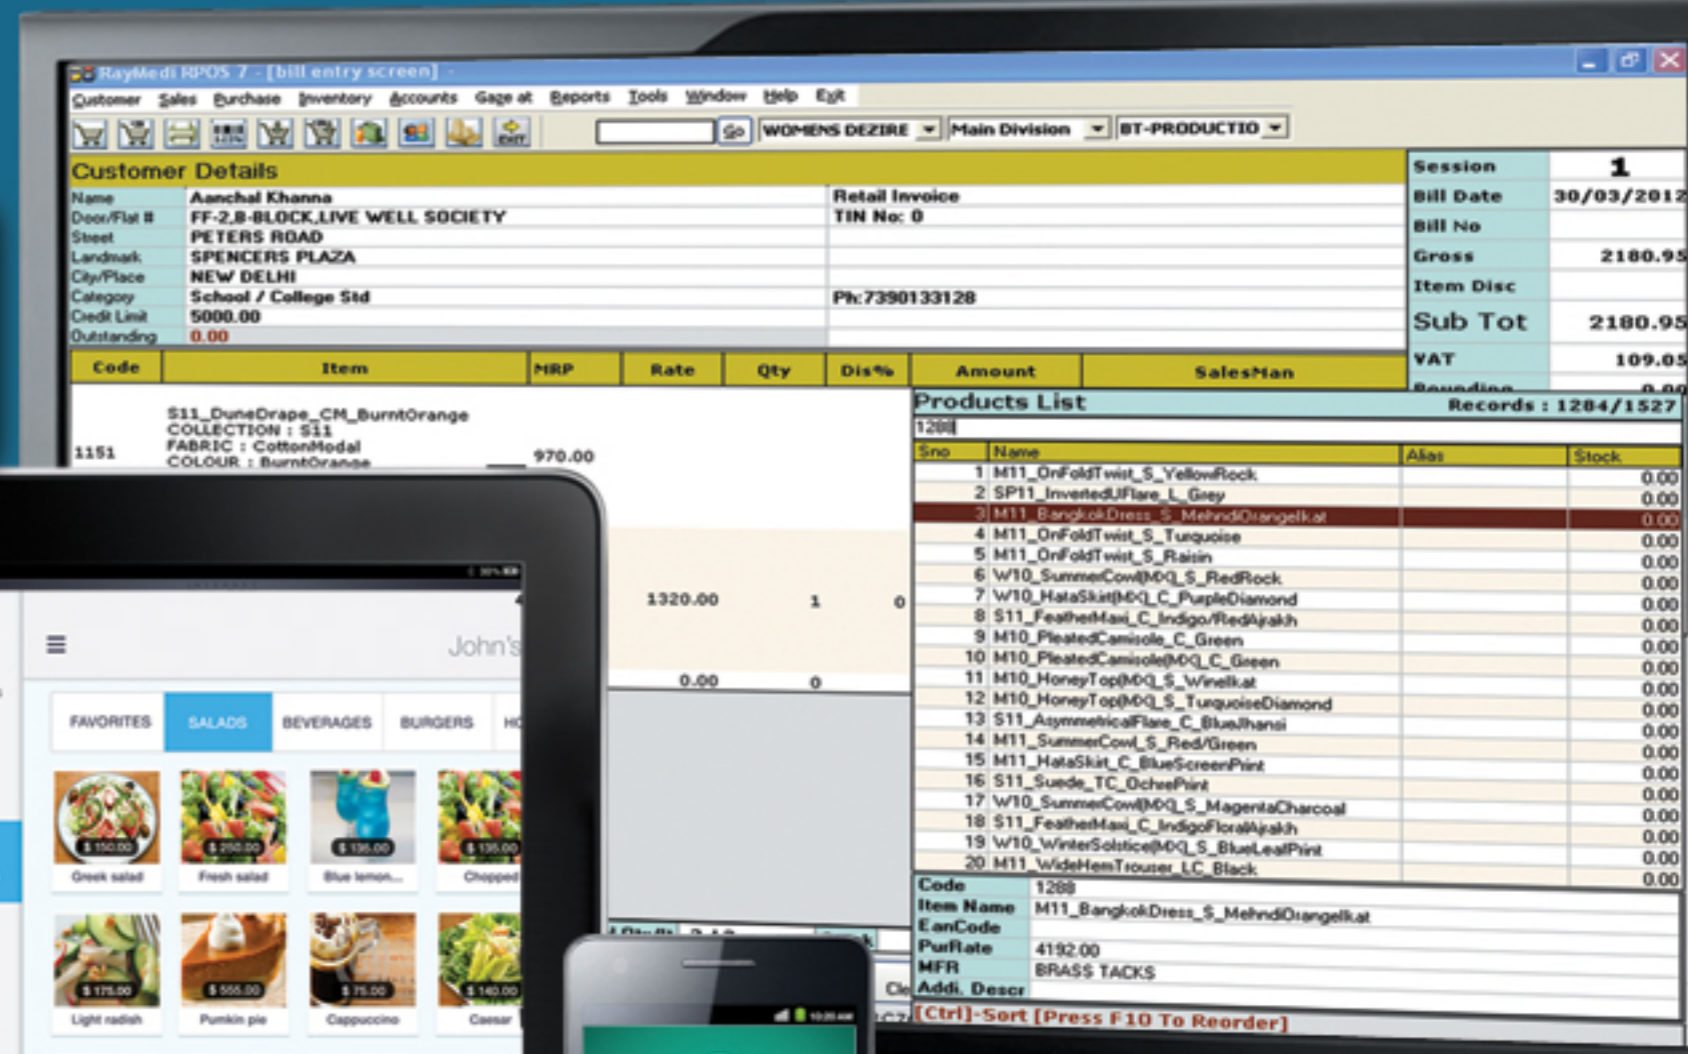 RayMedi RPOS 7 - [bill entry screen] -
Customer Sales Purchase Inventory Accounts Gage at Reports Tools Window Help Exit
Go WOMENS DEZIRE Main Division BT-PRODUCTIO
Customer Details
Name Aanchal Khanna Retail Invoice
Door/Flat # FF-2,B-BLOCK,LIVE WELL SOCIETY TIN No: 0
Street PETERS ROAD
Landmark SPENCERS PLAZA
City/Place NEW DELHI
Category School / College Std Ph:7390133128
Credit Limit 5000.00
Outstanding 0.00
Session 1
Bill Date 30/03/2012
Bill No
Gross 2180.95
Item Disc
Sub Tot 2180.95
VAT 109.05
Rounding 0.00
Code Item MRP Rate Qty Dis% Amount SalesMan
S11_DuneDrape_CM_BurntOrange
COLLECTION : S11
FABRIC : CottonModal
1151 970.00
COLOUR : BurntOrange
1320.00 1 0
0.00 0
Products List Records : 1284/1527
1288
Sno Name Alias Stock
1 M11_OnFoldTwist_S_YellowRock 0.00
2 SP11_InvertedUFlare_L_Grey 0.00
3 M11_BangkokDress_S_MehndiOrangeIkat 0.00
4 M11_OnFoldTwist_S_Turquoise 0.00
5 M11_OnFoldTwist_S_Raisin 0.00
6 W10_SummerCowl(MX)_S_RedRock 0.00
7 W10_HataSkirt(MX)_C_PurpleDiamond 0.00
8 S11_FeatherMaxi_C_Indigo/RedAjrakh 0.00
9 M10_PleatedCamisole_C_Green 0.00
10 M10_PleatedCamisole(MX)_C_Green 0.00
11 M10_HoneyTop(MX)_S_WineIkat 0.00
12 M10_HoneyTop(MX)_S_TurquoiseDiamond 0.00
13 S11_AsymmetricalFlare_C_BlueJhansi 0.00
14 M11_SummerCowl_S_Red/Green 0.00
15 M11_HataSkit_C_BlueScreenPrint 0.00
16 S11_Suede_TC_OchrePrint 0.00
17 W10_SummerCowl(MX)_S_MagentaCharcoal 0.00
18 S11_FeatherMaxi_C_IndigoFloralAjrakh 0.00
19 W10_WinterSolstice(MX)_S_BlueLeafPrint 0.00
20 M11_WideHemTrouser_LC_Black 0.00
Code 1288
Item Name M11_BangkokDress_S_MehndiOrangeIkat
EanCode
PurRate 4192.00
MFR BRASS TACKS
Addi. Descr
[Ctrl]-Sort [Press F10 To Reorder]
Cle
30%
John's
FAVORITES SALADS BEVERAGES BURGERS HO
$ 150.00 $ 250.00 $ 135.00 $ 135.00
Greek salad Fresh salad Blue lemon... Chopped
$ 175.00 $ 555.00 $ 75.00 $ 140.00
Light radish Pumkin pie Cappuccino Caesar
10:20 AM